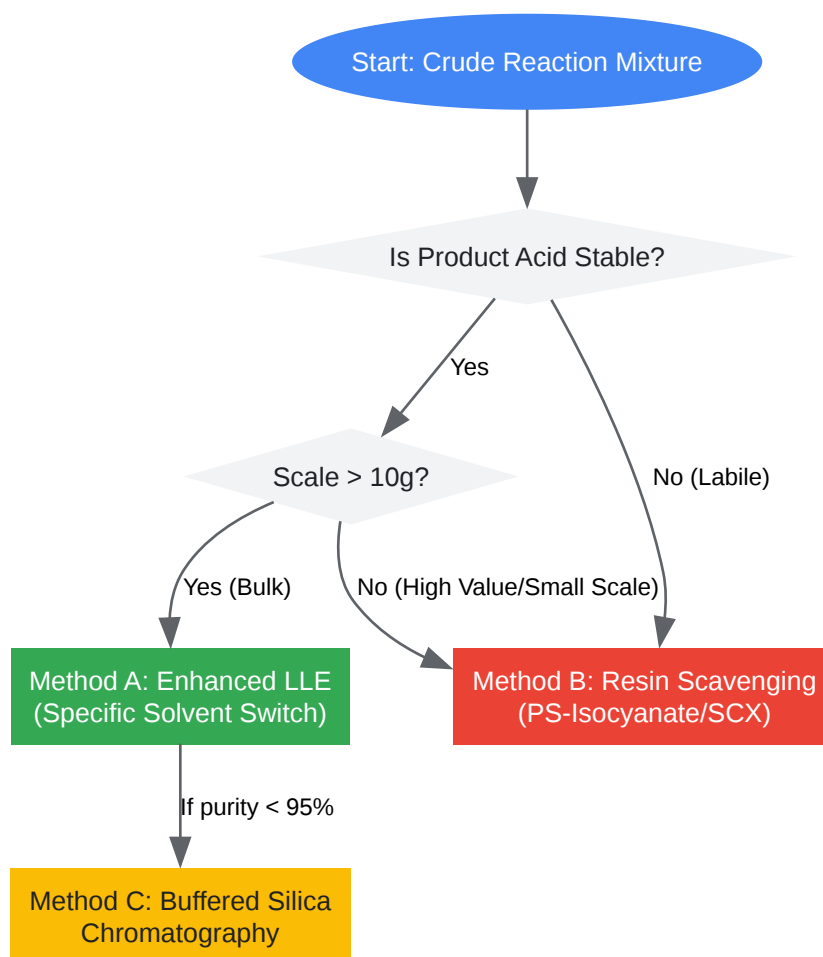 Start: Crude Reaction Mixture
Is Product Acid Stable?
Yes
Scale > 10g?
No (Labile)
Yes (Bulk)
No (High Value/Small Scale)
Method A: Enhanced LLE
(Specific Solvent Switch)
Method B: Resin Scavenging
(PS-Isocyanate/SCX)
If purity < 95%
Method C: Buffered Silica
Chromatography